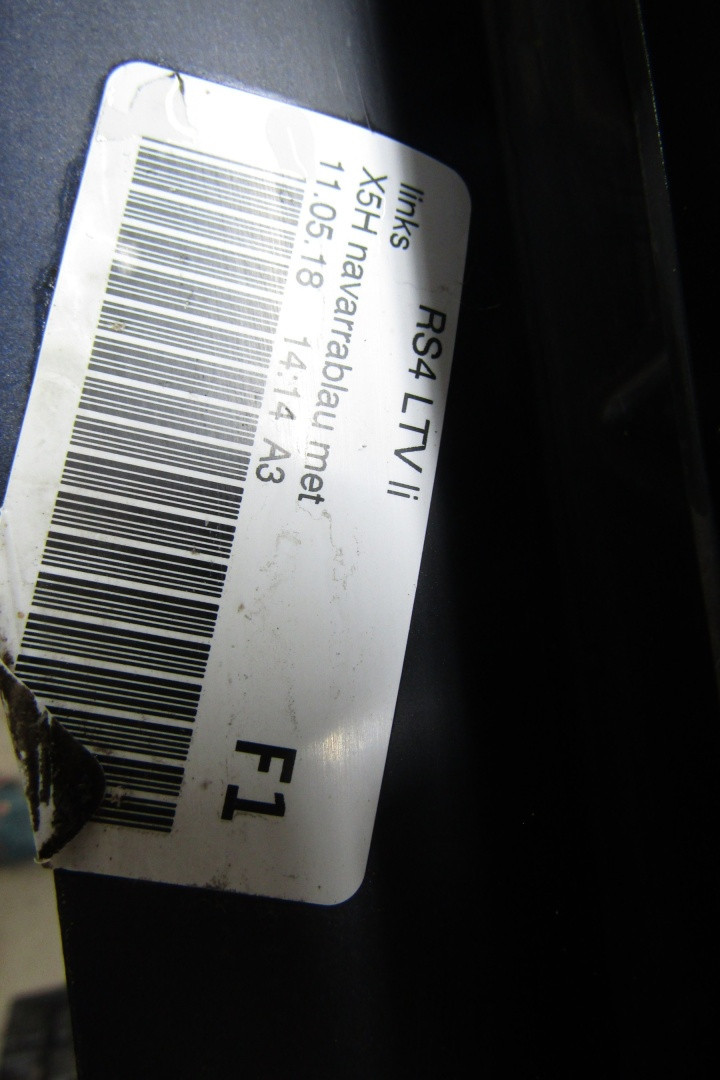 RS4 LTV li
links
X5H navarrablau met
11.05.18 14:14 A3
F1